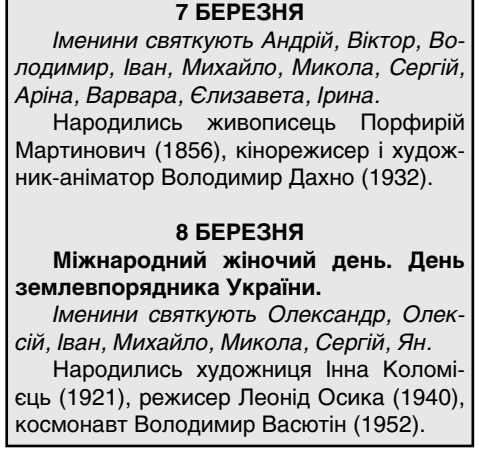 7 БЕРЕЗНЯ
Іменини святкують Андрій, Віктор, Во-
лодимир, Іван, Михайло, Микола, Сергій,
Аріна, Варвара, Єлизавета, Ірина.
Народились живописець Порфирій
Мартинович (1856), кінорежисер і худож-
ник-аніматор Володимир Дахно (1932).
8 БЕРЕЗНЯ
Міжнародний жіночий день. День
землевпорядника України.
Іменини святкують Олександр, Олек-
сій, Іван, Михайло, Микола, Сергій, Ян.
Народились художниця Інна Коломі-
єць (1921), режисер Леонід Осика (1940),
космонавт Володимир Васютін (1952).